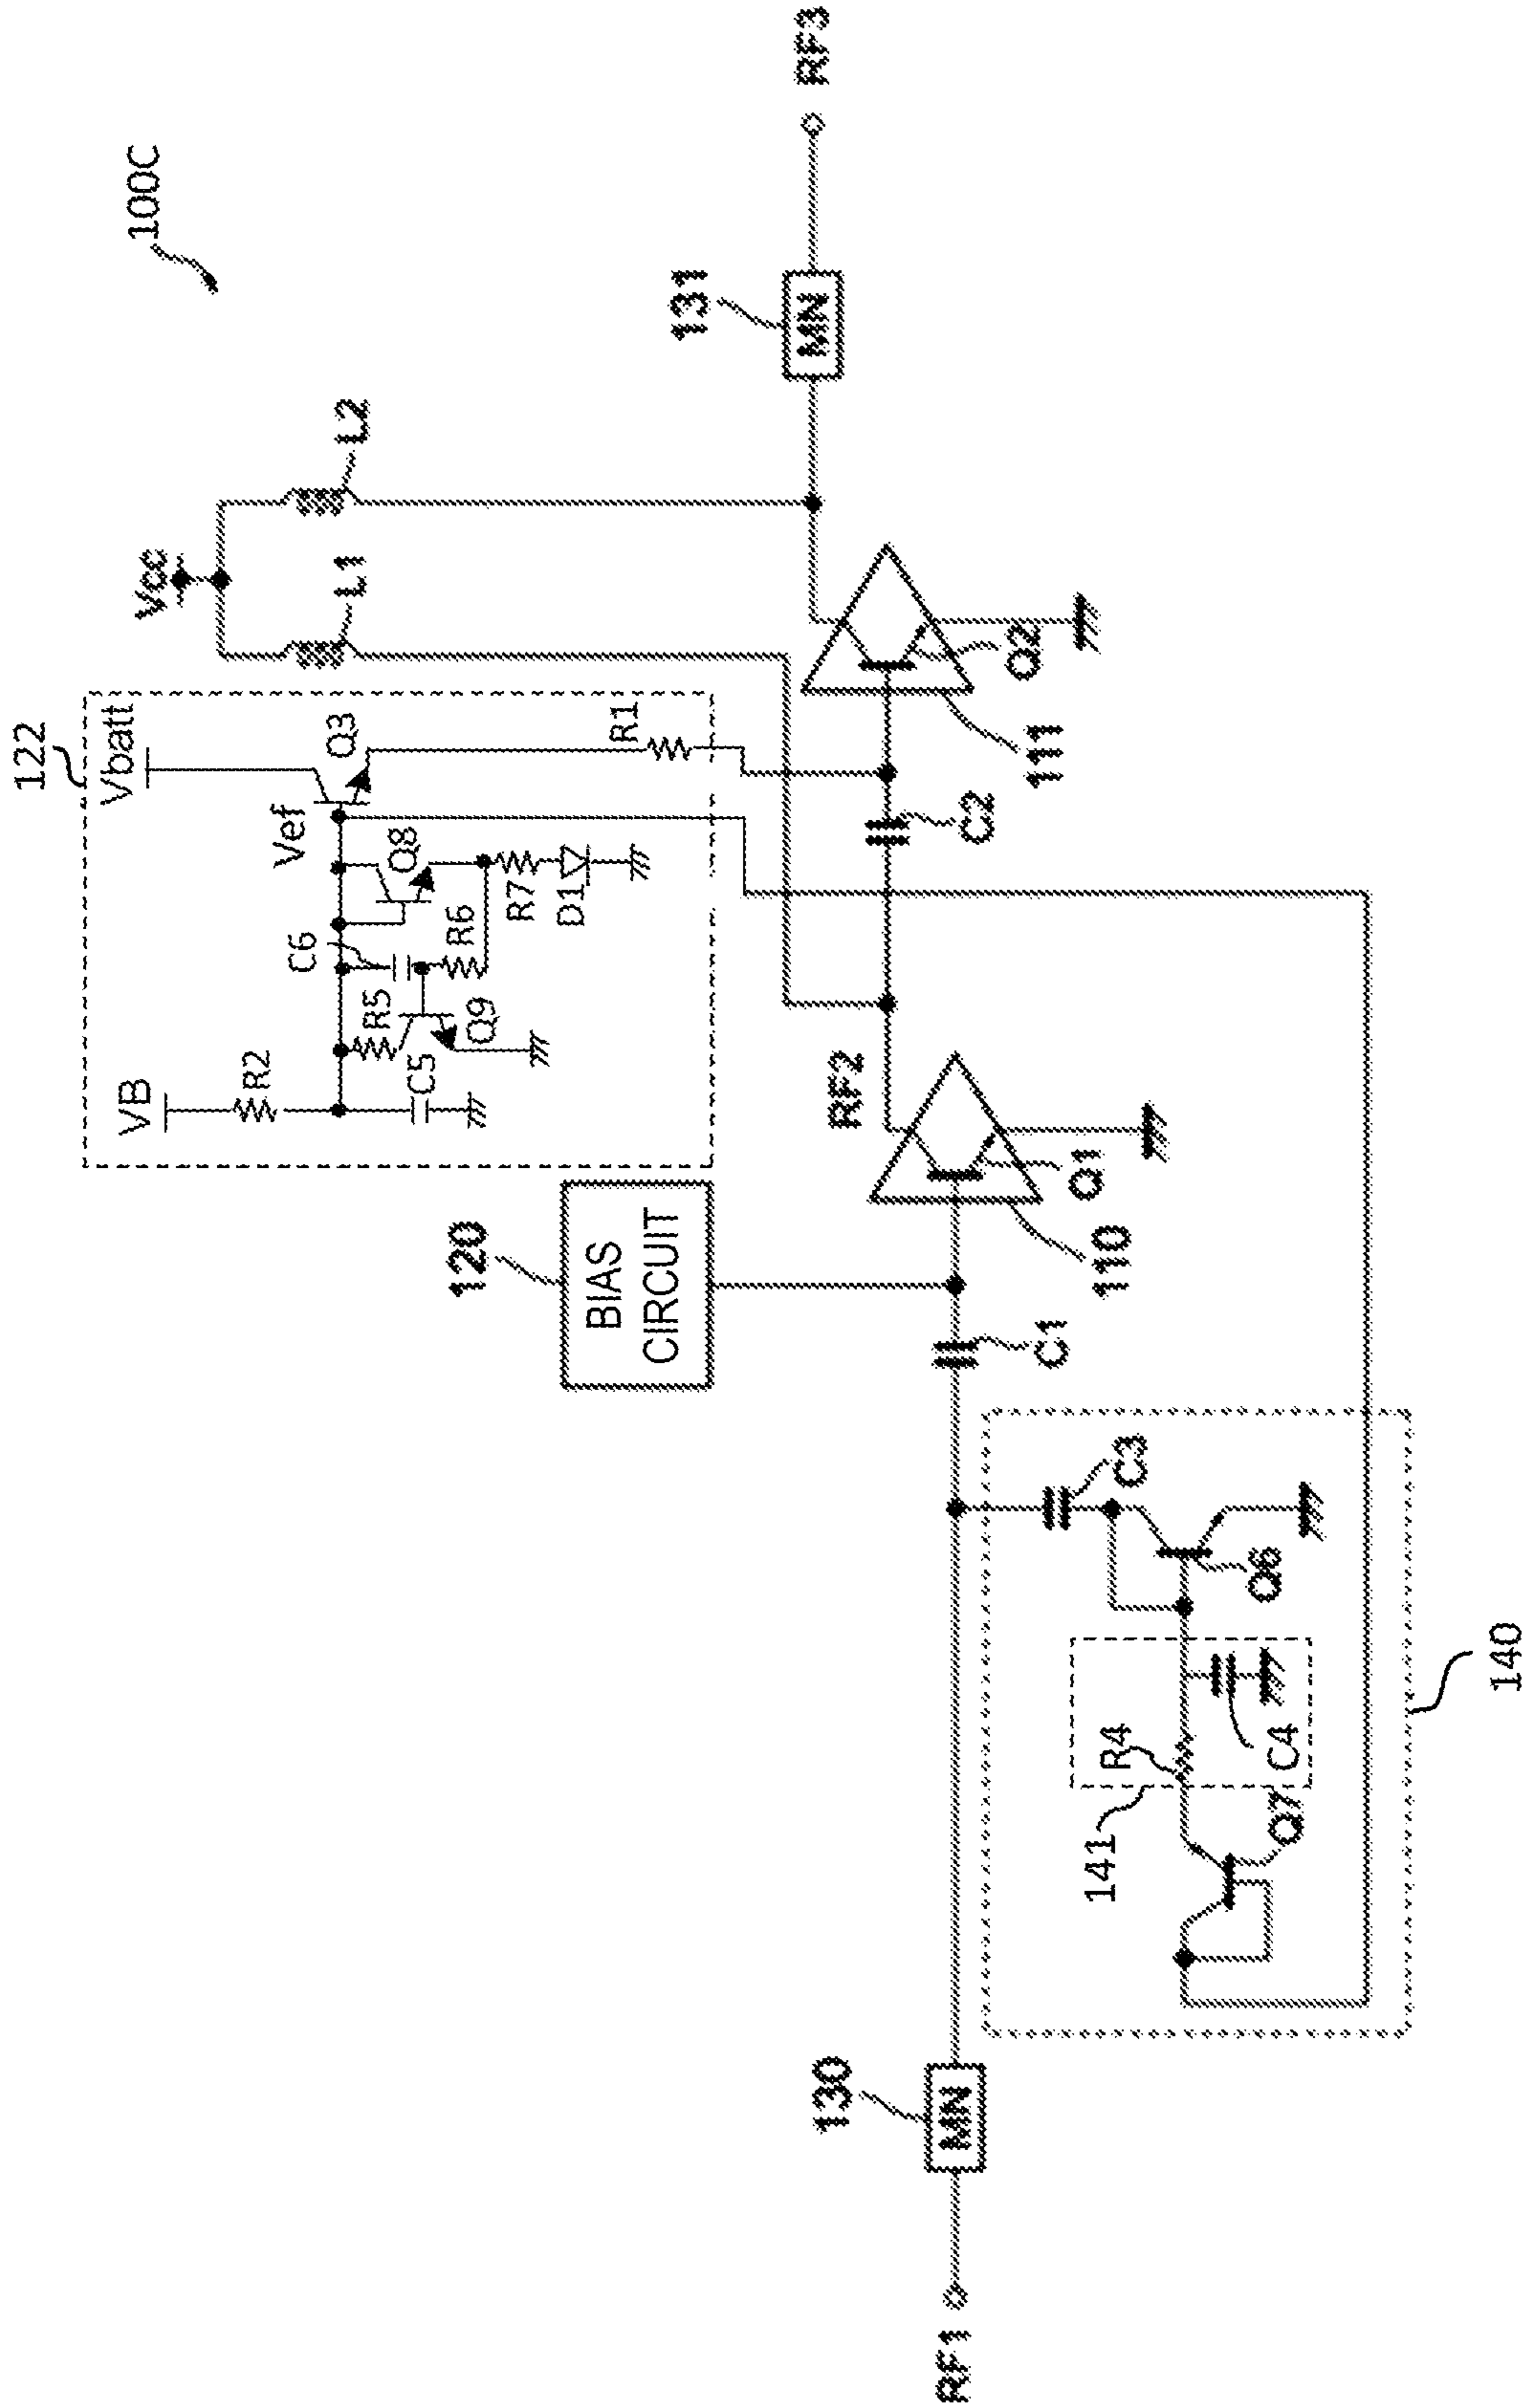 100C
122
Vcc
L1
L2
VB
R2
C5
R5
Q9
C6
R6
Vef
Q8
R7
D1
Vbatt
Q3
R1
120
BIAS
CIRCUIT
RF1
130
MN
C1
110
Q1
RF2
C2
111
Q2
131
MN
RF3
140
C3
Q6
141
R4
C4
Q7